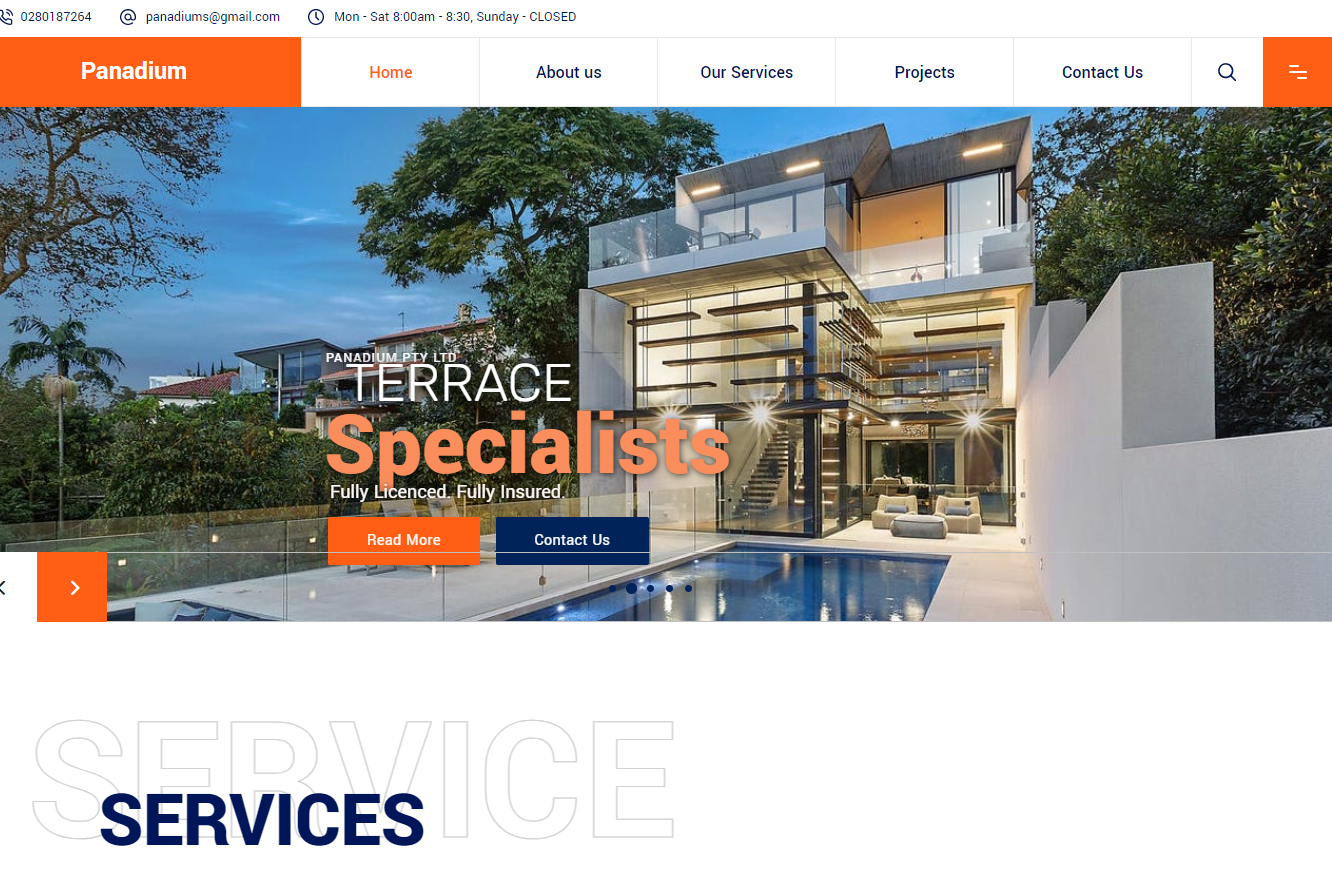 0280187264 panadiums@gmail.com Mon - Sat 8:00am - 8:30, Sunday - CLOSED
Panadium Home About us Our Services Projects Contact Us
PANADIUM PTY LTD
TERRACE
Specialists
Fully Licenced. Fully Insured.
Read More Contact Us
SERVICE
SERVICES